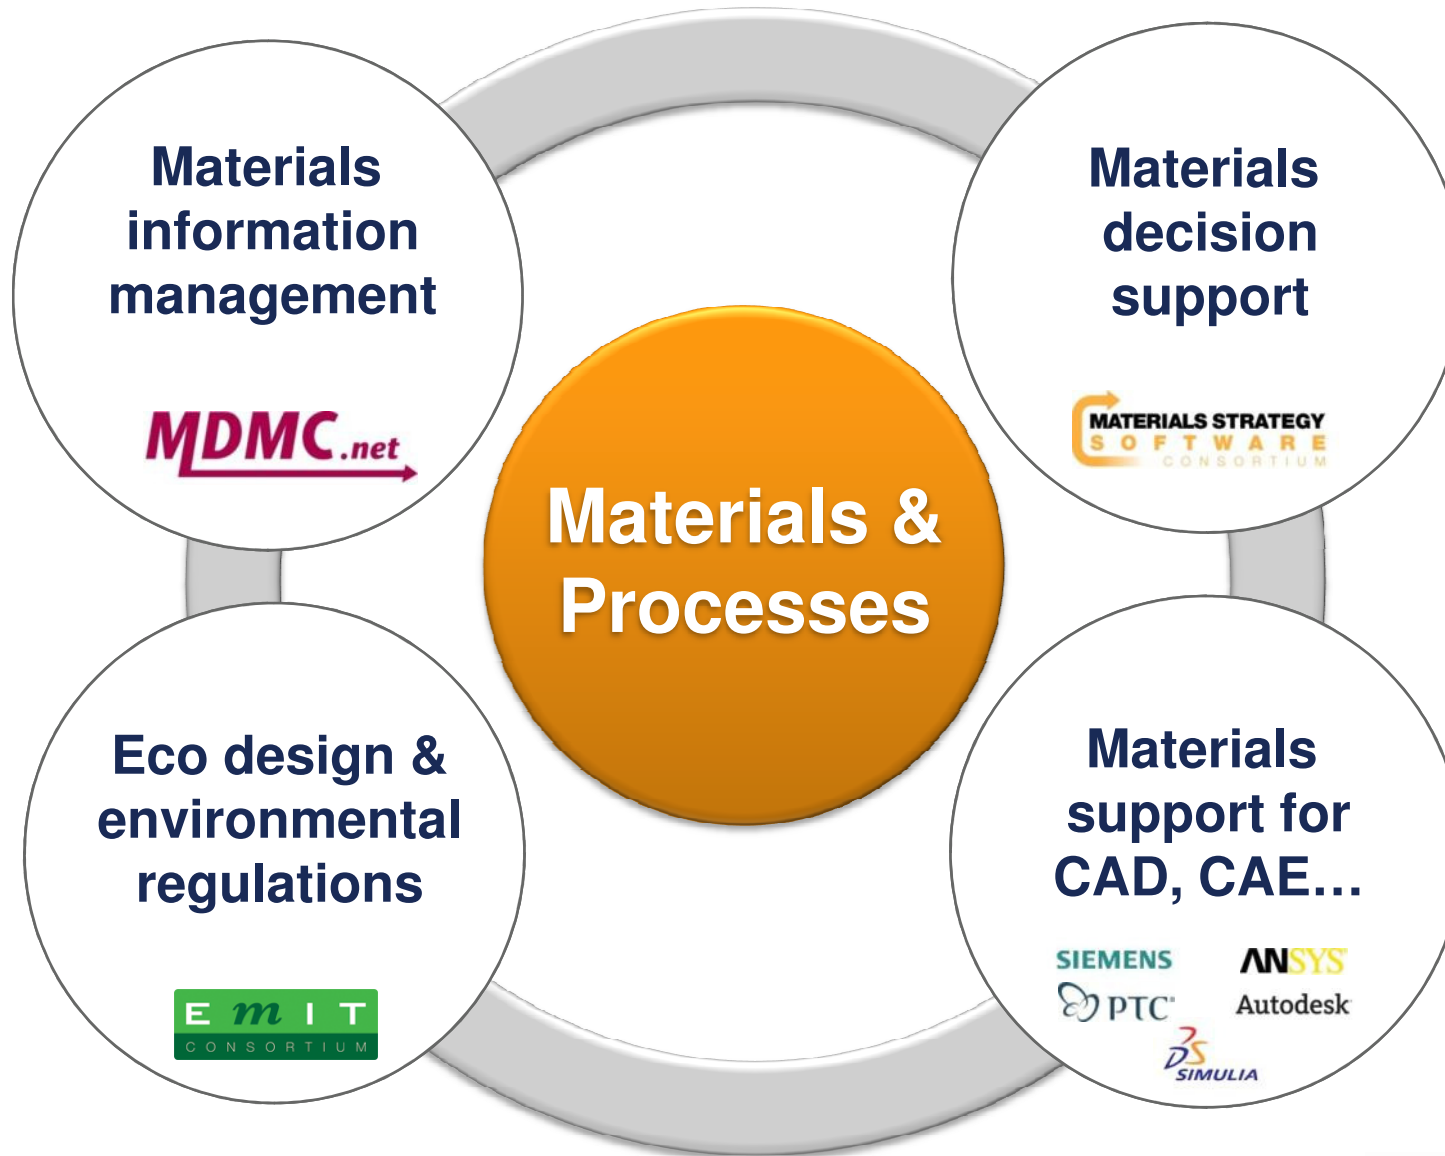 Materials
information
management
MDMC.net
Materials
decision
support
MATERIALS STRATEGY
SOFTWARE
CONSORTIUM
Materials &
Processes
Eco design &
environmental
regulations
EmIT
CONSORTIUM
Materials
support for
CAD, CAE…
SIEMENS
ANSYS
PTC®
Autodesk
DS
SIMULIA